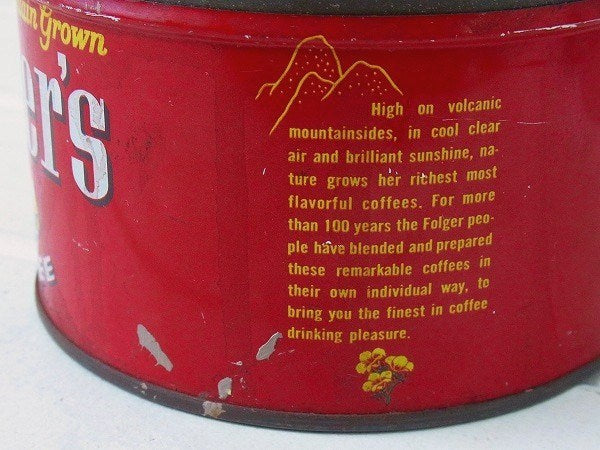 Grown
er's
High on volcanic
mountainsides, in cool clear
air and brilliant sunshine, na-
ture grows her richest most
flavorful coffees. For more
than 100 years the Folger peo-
ple have blended and prepared
these remarkable coffees in
their own individual way, to
bring you the finest in coffee
drinking pleasure.